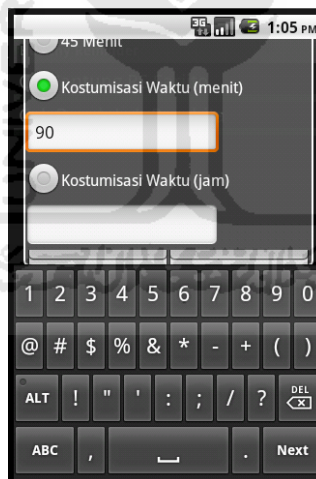 3G 1:05 PM
45 Menit
Kostumisasi Waktu (menit)
90
Kostumisasi Waktu (jam)
1 2 3 4 5 6 7 8 9 0
@ # $ % & * - + ( )
ALT ! " ' : ; / ? DEL
ABC , . Next